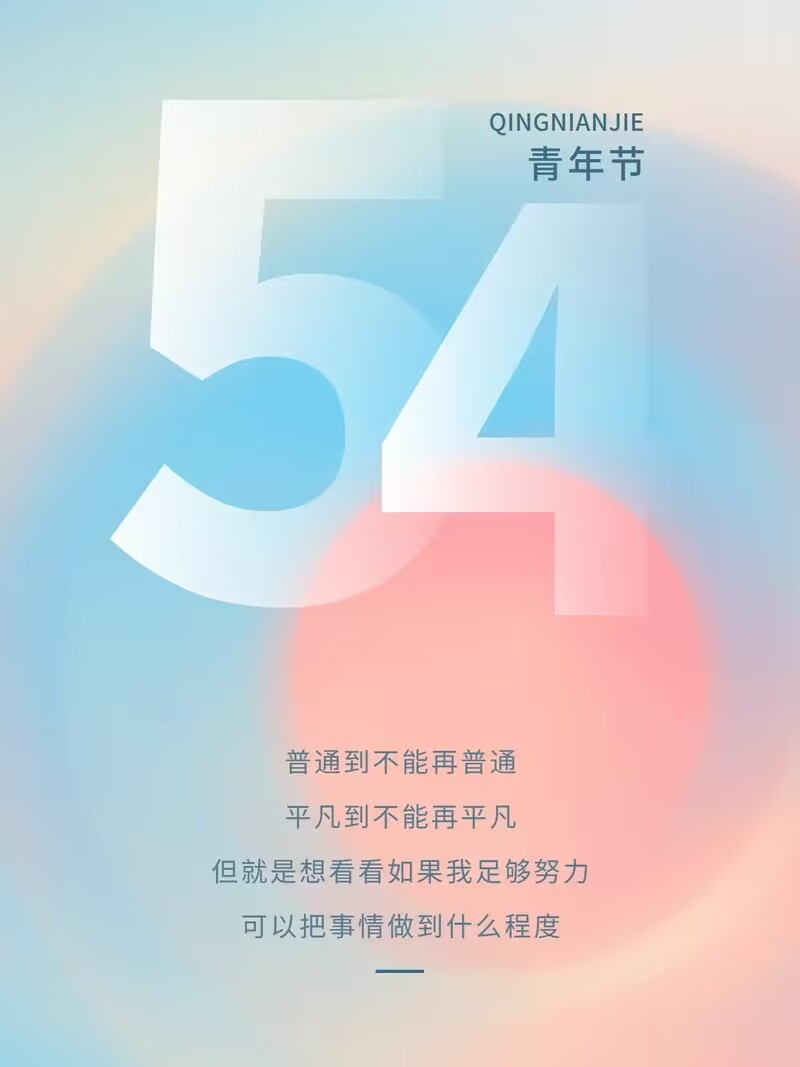 54
QINGNIANJIE
青年节
普通到不能再普通
平凡到不能再平凡
但就是想看看如果我足够努力
可以把事情做到什么程度